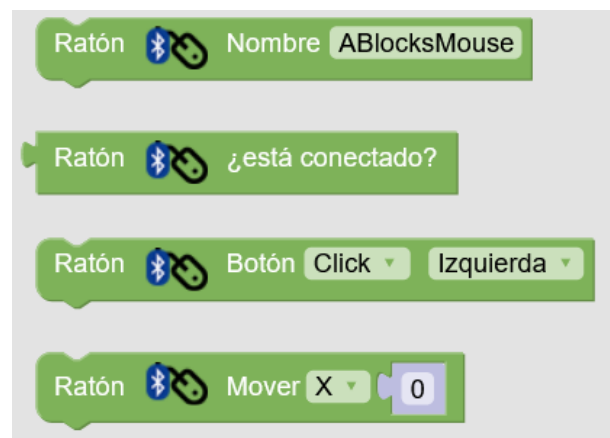 Ratón Nombre ABlocksMouse
Ratón ¿está conectado?
Ratón Botón Click Izquierda
Ratón Mover X 0